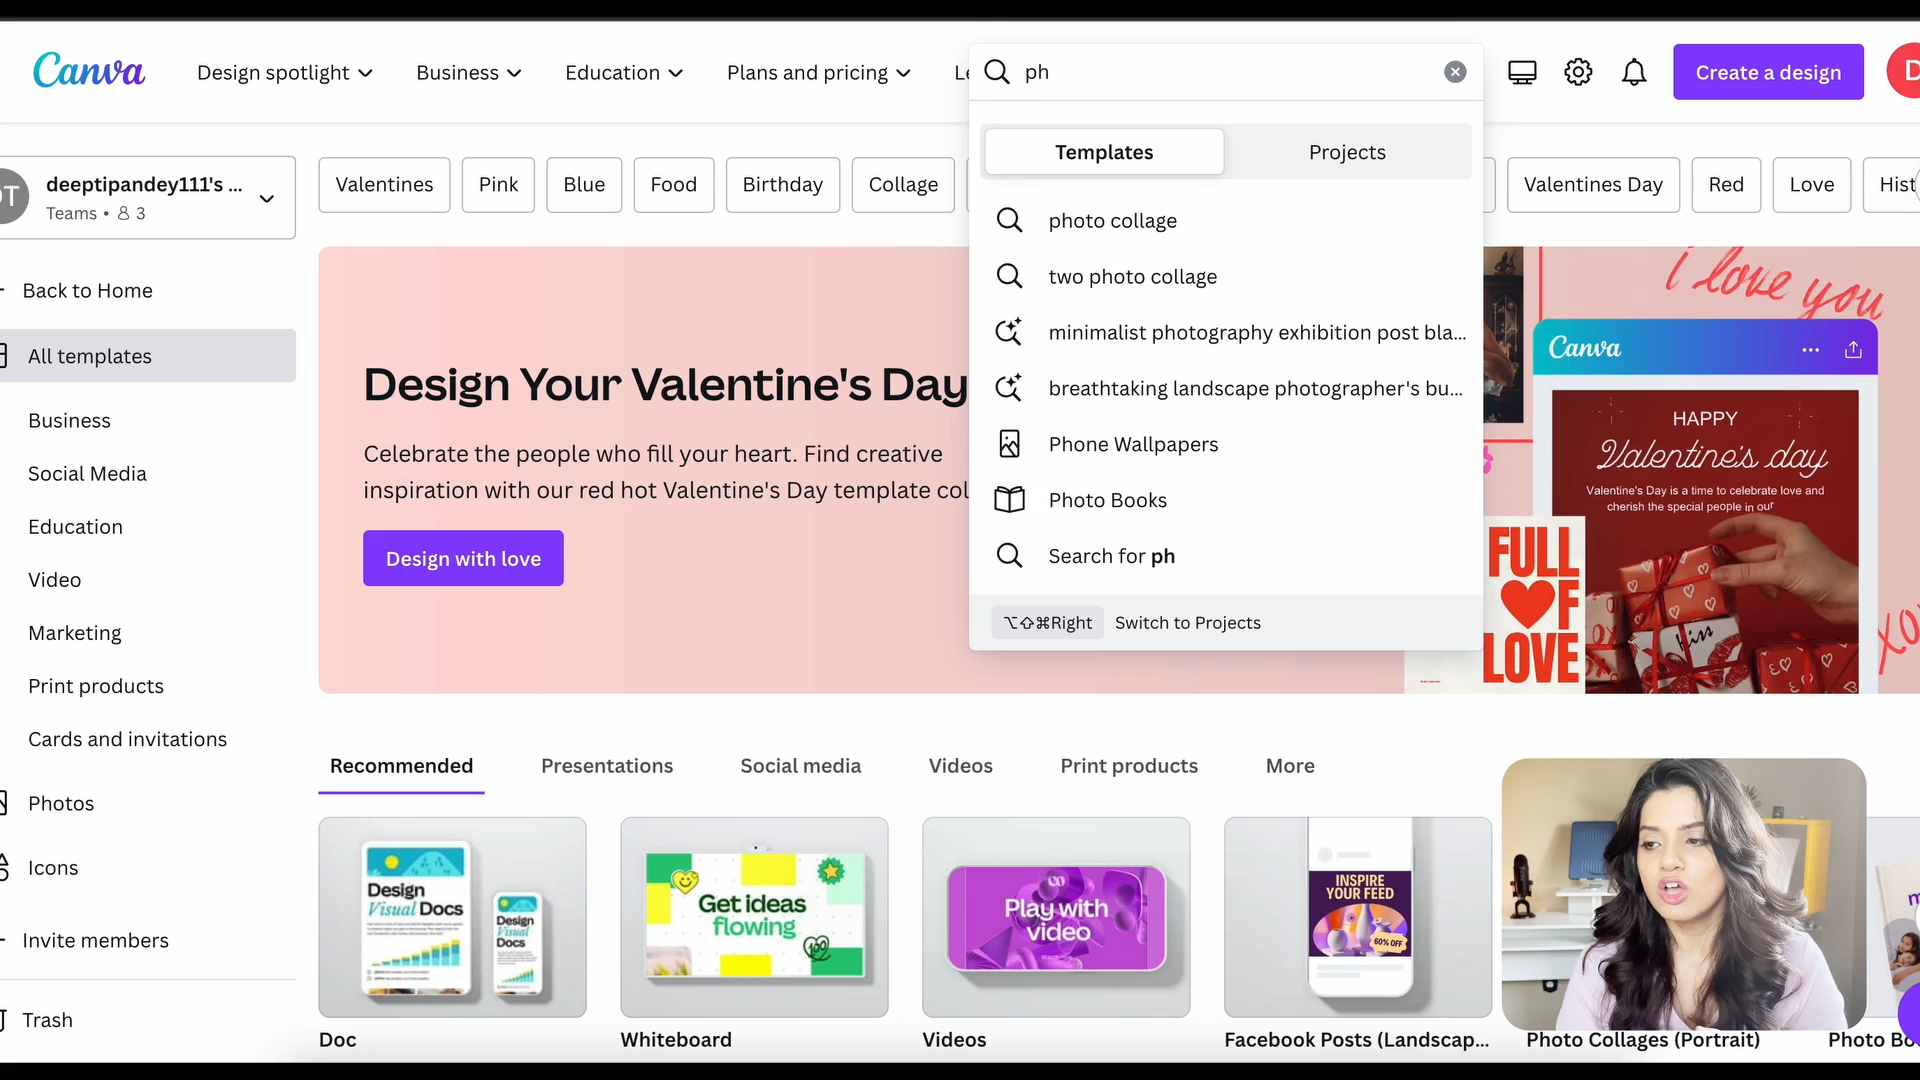 Canva
Design spotlight
Business
Education
Plans and pricing
ph
Create a design
D
Templates
Projects
deeptipandey111's ...
Teams • 3
Valentines
Pink
Blue
Food
Birthday
Collage
Valentines Day
Red
Love
photo collage
two photo collage
minimalist photography exhibition post bla...
breathtaking landscape photographer's bu...
Phone Wallpapers
Photo Books
Search for ph
⌥⇧⌘Right
Switch to Projects
Back to Home
All templates
Business
Social Media
Education
Video
Marketing
Print products
Cards and invitations
Photos
Icons
Invite members
Trash
Design Your Valentine's Day
Celebrate the people who fill your heart. Find creative
inspiration with our red hot Valentine's Day template col
Design with love
i love you
Canva
HAPPY
Valentine's day
Valentine's Day is a time to celebrate love and
cherish the special people in our
FULL
OF
LOVE
kiss
XO
Recommended
Presentations
Social media
Videos
Print products
More
Design
Visual Docs
Design
Visual
Docs
Get ideas
flowing
100
Play with
video
INSPIRE
YOUR FEED
60% OFF
Doc
Whiteboard
Videos
Facebook Posts (Landscap...
Photo Collages (Portrait)